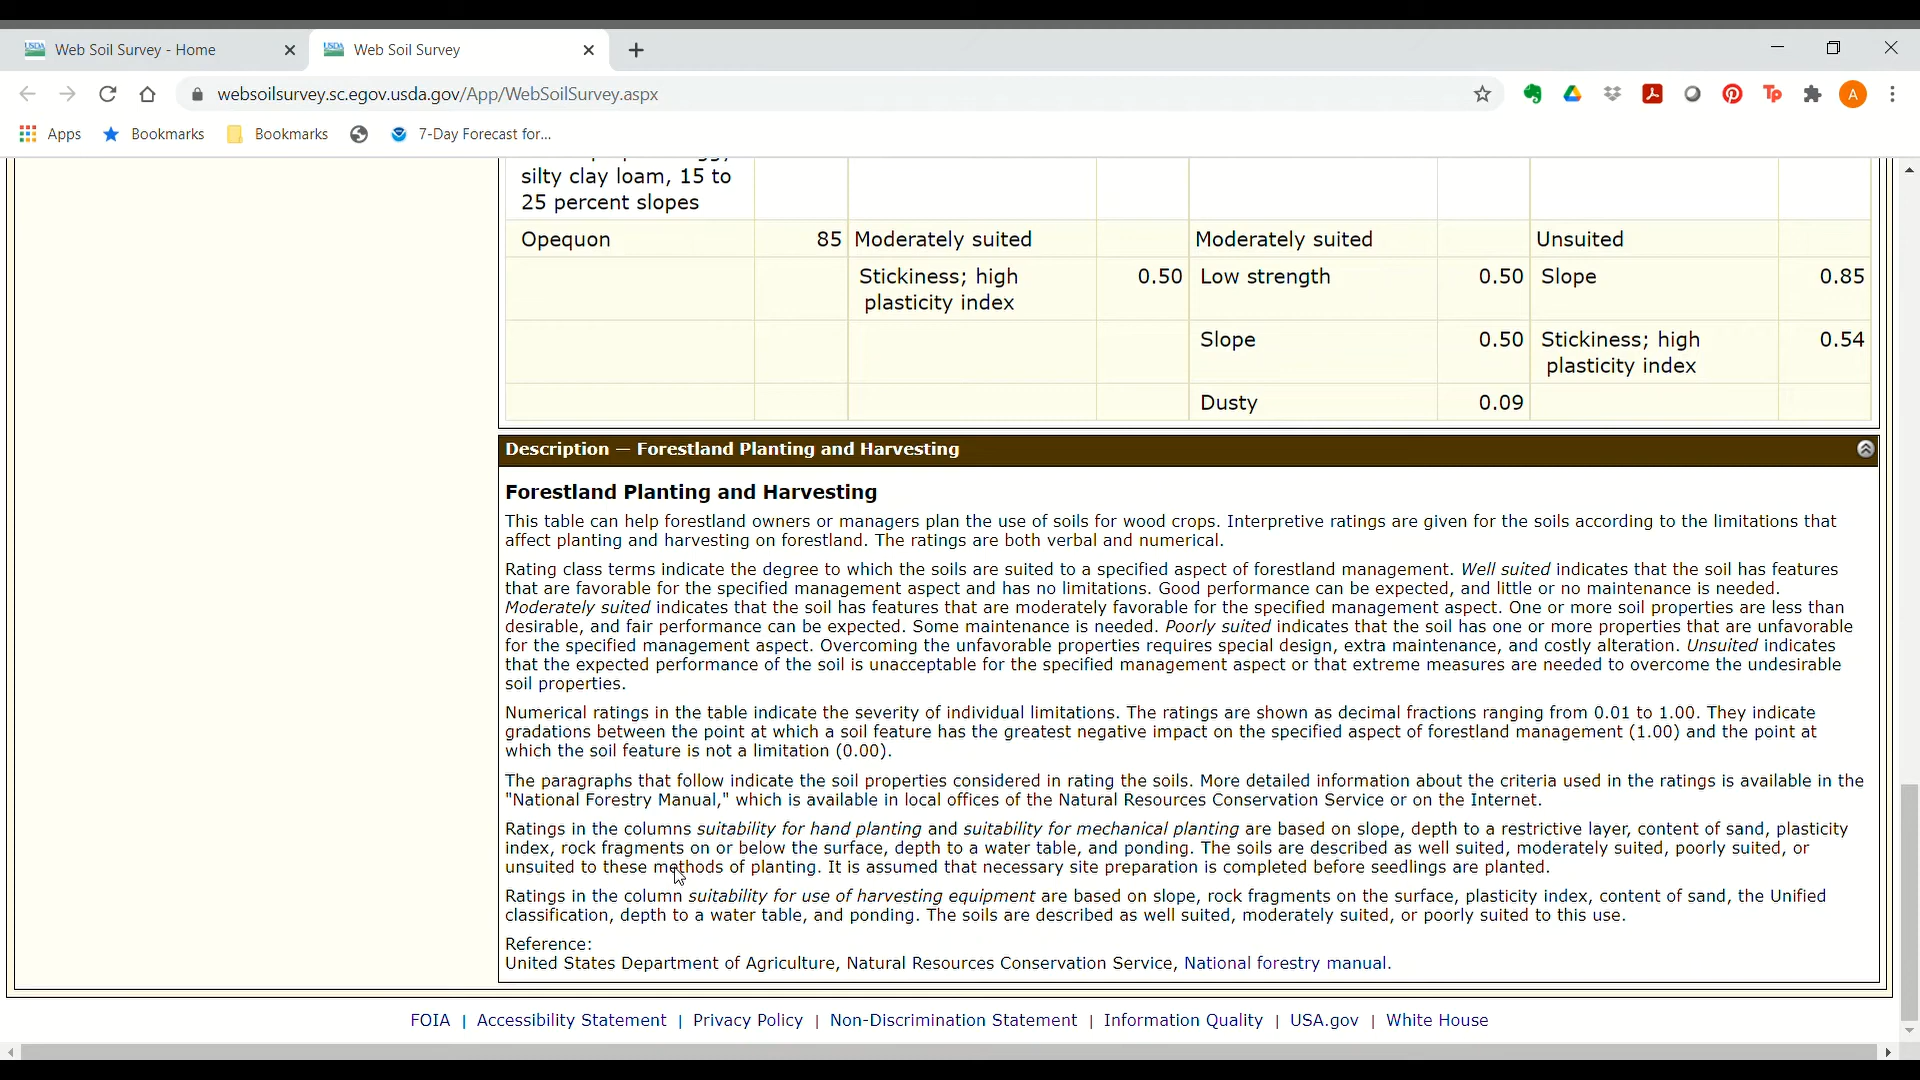 Web Soil Survey - Home
Web Soil Survey
websoilsurvey.sc.egov.usda.gov/App/WebSoilSurvey.aspx
A
Apps
Bookmarks
Bookmarks
7-Day Forecast for...
silty clay loam, 15 to
25 percent slopes
Opequon 85 Moderately suited Moderately suited Unsuited
Stickiness; high 0.50 Low strength 0.50 Slope 0.85
plasticity index
Slope 0.50 Stickiness; high 0.54
plasticity index
Dusty 0.09
Description — Forestland Planting and Harvesting
Forestland Planting and Harvesting
This table can help forestland owners or managers plan the use of soils for wood crops. Interpretive ratings are given for the soils according to the limitations that
affect planting and harvesting on forestland. The ratings are both verbal and numerical.
Rating class terms indicate the degree to which the soils are suited to a specified aspect of forestland management. Well suited indicates that the soil has features
that are favorable for the specified management aspect and has no limitations. Good performance can be expected, and little or no maintenance is needed.
Moderately suited indicates that the soil has features that are moderately favorable for the specified management aspect. One or more soil properties are less than
desirable, and fair performance can be expected. Some maintenance is needed. Poorly suited indicates that the soil has one or more properties that are unfavorable
for the specified management aspect. Overcoming the unfavorable properties requires special design, extra maintenance, and costly alteration. Unsuited indicates
that the expected performance of the soil is unacceptable for the specified management aspect or that extreme measures are needed to overcome the undesirable
soil properties.
Numerical ratings in the table indicate the severity of individual limitations. The ratings are shown as decimal fractions ranging from 0.01 to 1.00. They indicate
gradations between the point at which a soil feature has the greatest negative impact on the specified aspect of forestland management (1.00) and the point at
which the soil feature is not a limitation (0.00).
The paragraphs that follow indicate the soil properties considered in rating the soils. More detailed information about the criteria used in the ratings is available in the
"National Forestry Manual," which is available in local offices of the Natural Resources Conservation Service or on the Internet.
Ratings in the columns suitability for hand planting and suitability for mechanical planting are based on slope, depth to a restrictive layer, content of sand, plasticity
index, rock fragments on or below the surface, depth to a water table, and ponding. The soils are described as well suited, moderately suited, poorly suited, or
unsuited to these methods of planting. It is assumed that necessary site preparation is completed before seedlings are planted.
Ratings in the column suitability for use of harvesting equipment are based on slope, rock fragments on the surface, plasticity index, content of sand, the Unified
classification, depth to a water table, and ponding. The soils are described as well suited, moderately suited, or poorly suited to this use.
Reference:
United States Department of Agriculture, Natural Resources Conservation Service, National forestry manual.
FOIA | Accessibility Statement | Privacy Policy | Non-Discrimination Statement | Information Quality | USA.gov | White House